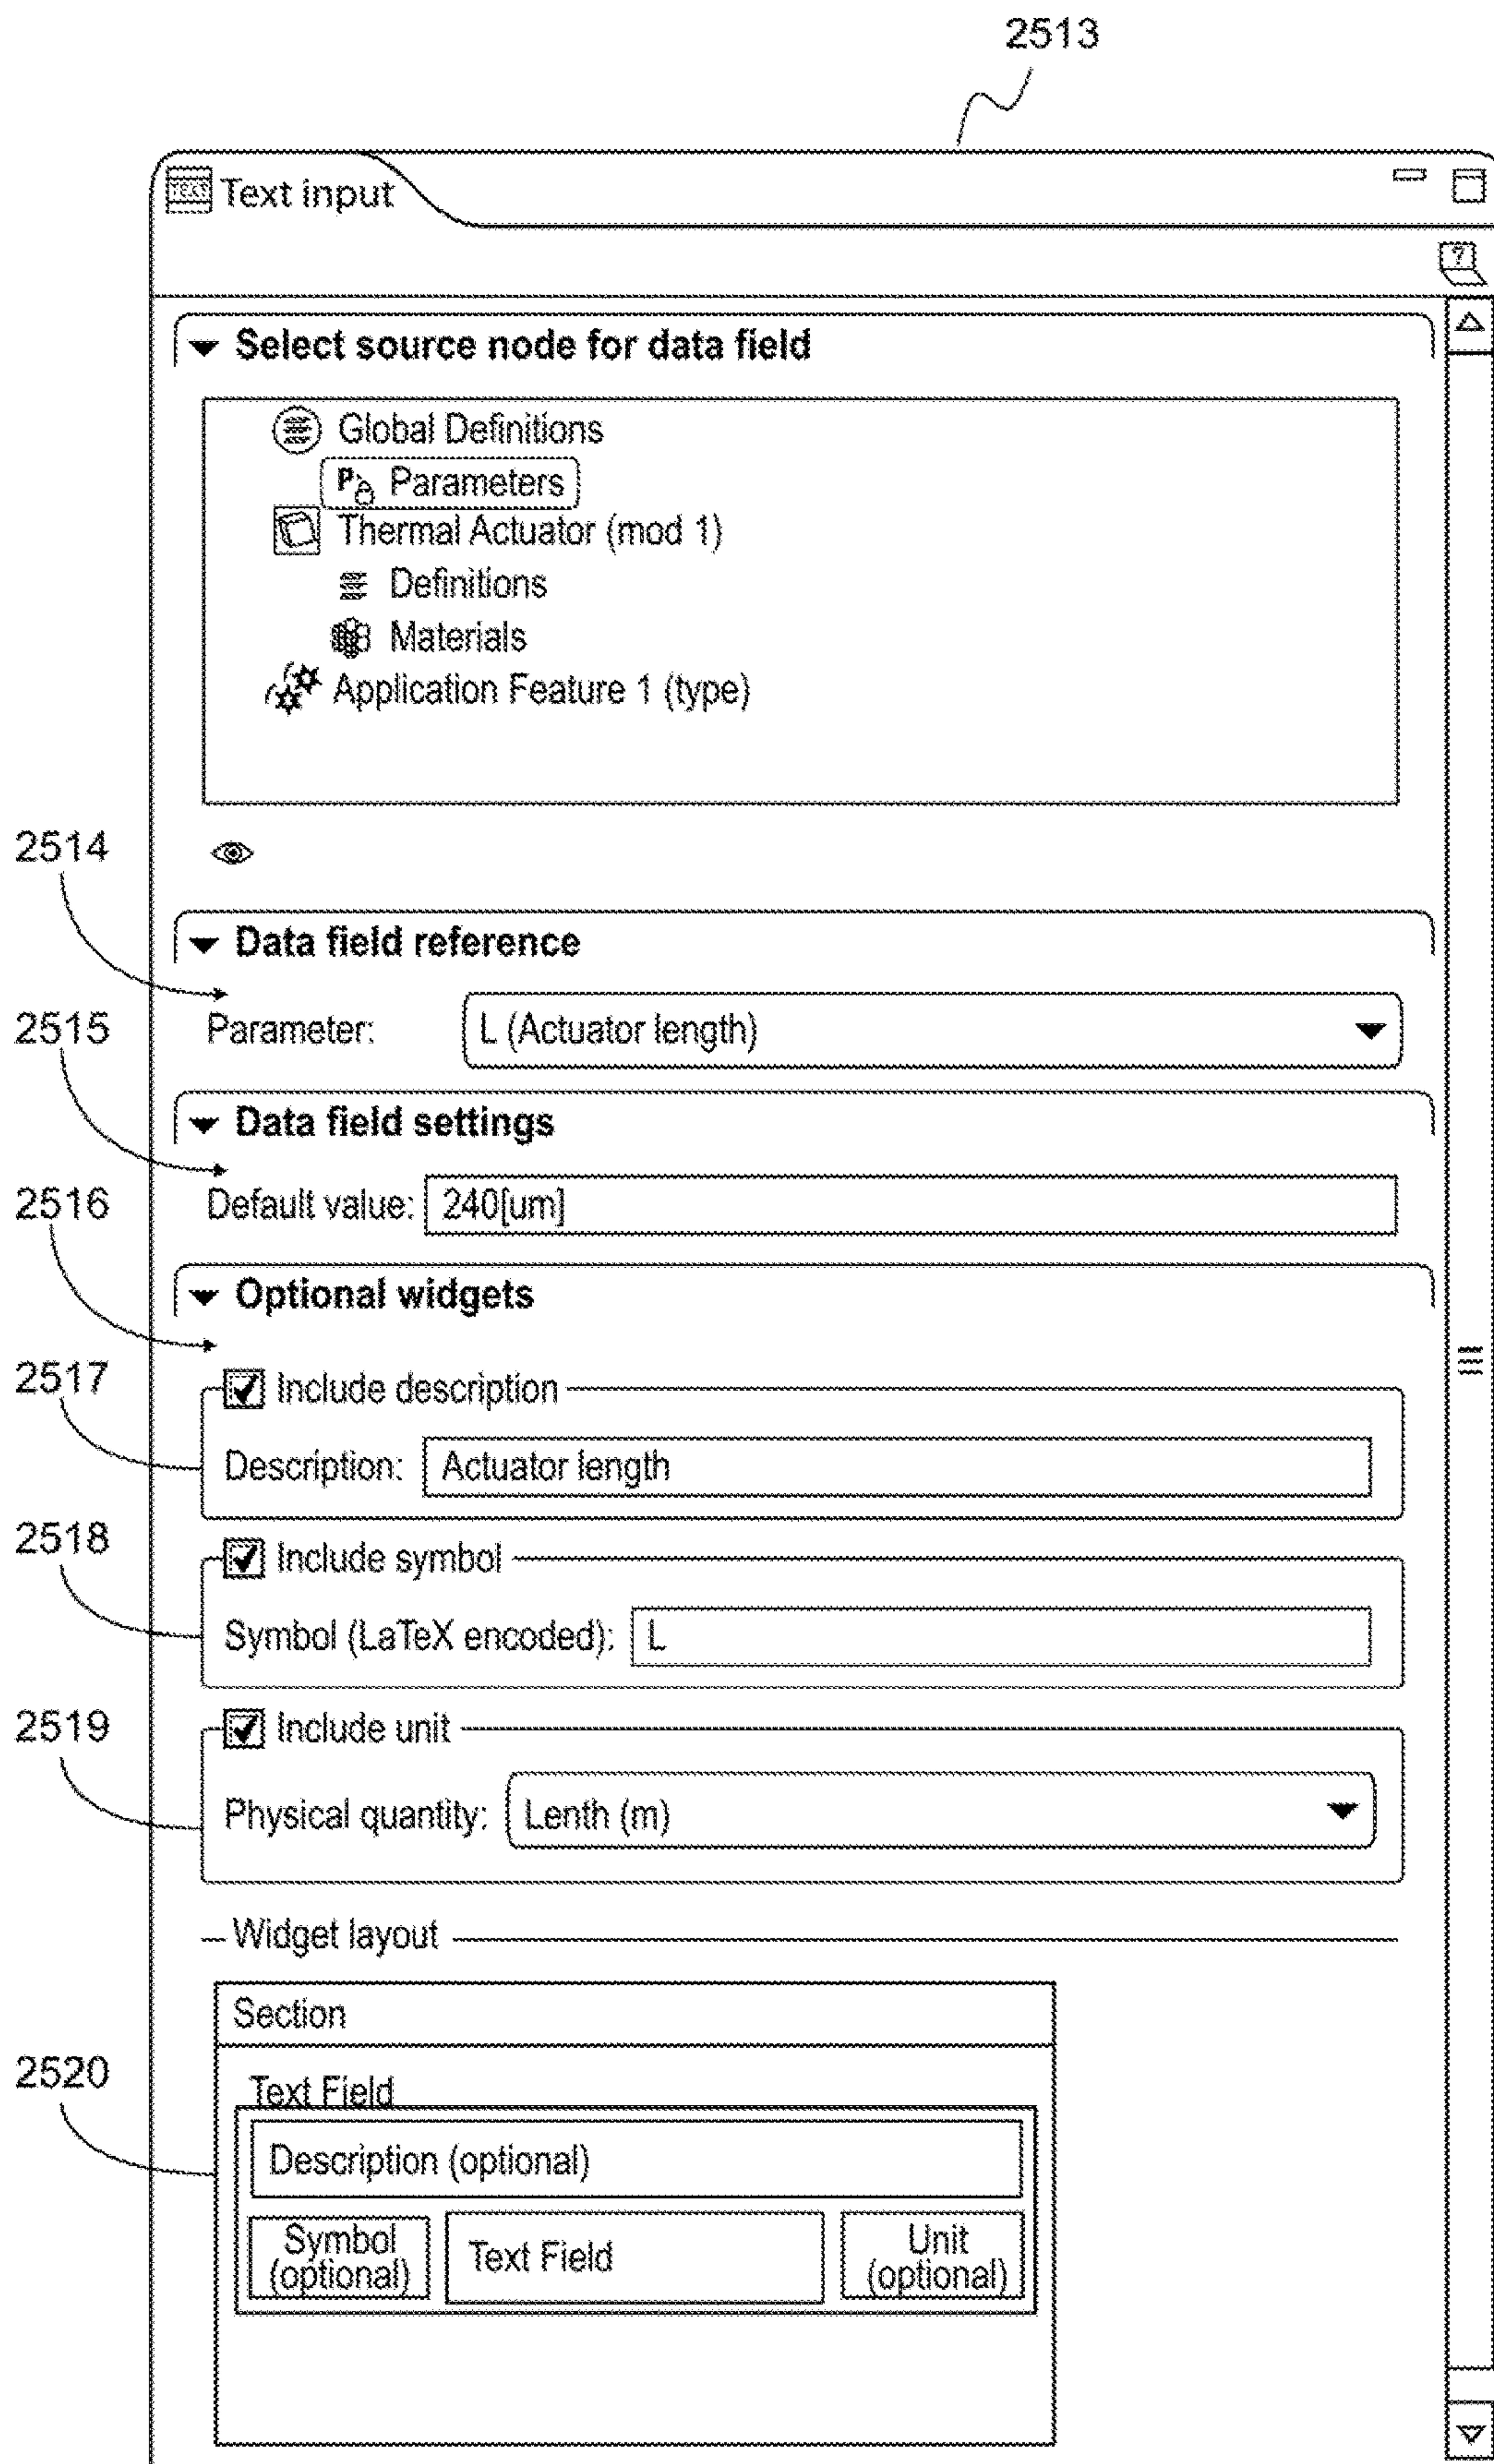 2513
TEXT Text input
?
Select source node for data field
Global Definitions
P Parameters
Thermal Actuator (mod 1)
Definitions
Materials
Application Feature 1 (type)
2514
Data field reference
2515
Parameter: L (Actuator length)
Data field settings
2516
Default value: 240[um]
Optional widgets
2517
Include description
Description: Actuator length
2518
Include symbol
Symbol (LaTeX encoded): L
2519
Include unit
Physical quantity: Lenth (m)
Widget layout
Section
2520
Text Field
Description (optional)
Symbol (optional)
Text Field
Unit (optional)